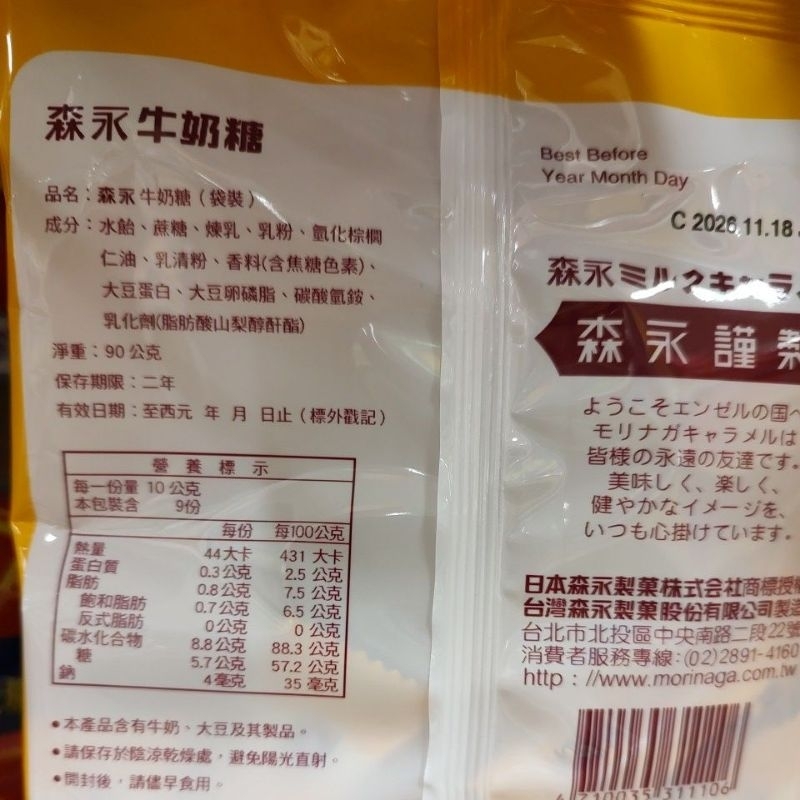 森永牛奶糖
品名：森永牛奶糖（袋裝）
成分：水飴、蔗糖、煉乳、乳粉、氫化棕櫚
仁油、乳清粉、香料(含焦糖色素)、
大豆蛋白、大豆卵磷脂、碳酸氫銨、
乳化劑(脂肪酸山梨醇酐酯)
淨重：90公克
保存期限：二年
有效日期：至西元 年 月 日止（標外戳記）
營養標示
每一份量 10 公克
本包裝含 9份
每份 每100公克
熱量 44大卡 431 大卡
蛋白質 0.3公克 2.5 公克
脂肪 0.8公克 7.5 公克
飽和脂肪 0.7公克 6.5 公克
反式脂肪 0公克 0 公克
碳水化合物 8.8公克 88.3 公克
糖 5.7公克 57.2 公克
鈉 4毫克 35 毫克
•本產品含有牛奶、大豆及其製品。
•請保存於陰涼乾燥處，避免陽光直射。
•開封後，請儘早食用。
Best Before
Year Month Day
C 2026.11.18
森永ミルクキャラ
森永謹製
ようこそエンゼルの国へ
モリナガキャラメルは
皆様の永遠の友達です。
美味しく、楽しく、
健やかなイメージを、
いつも心掛けています。
日本森永製菓株式会社商標授權
台灣森永製菓股份有限公司製造
台北市北投區中央南路二段22號
消費者服務專線：(02)2891-4160
http：//www.morinaga.com.tw
4710035311106